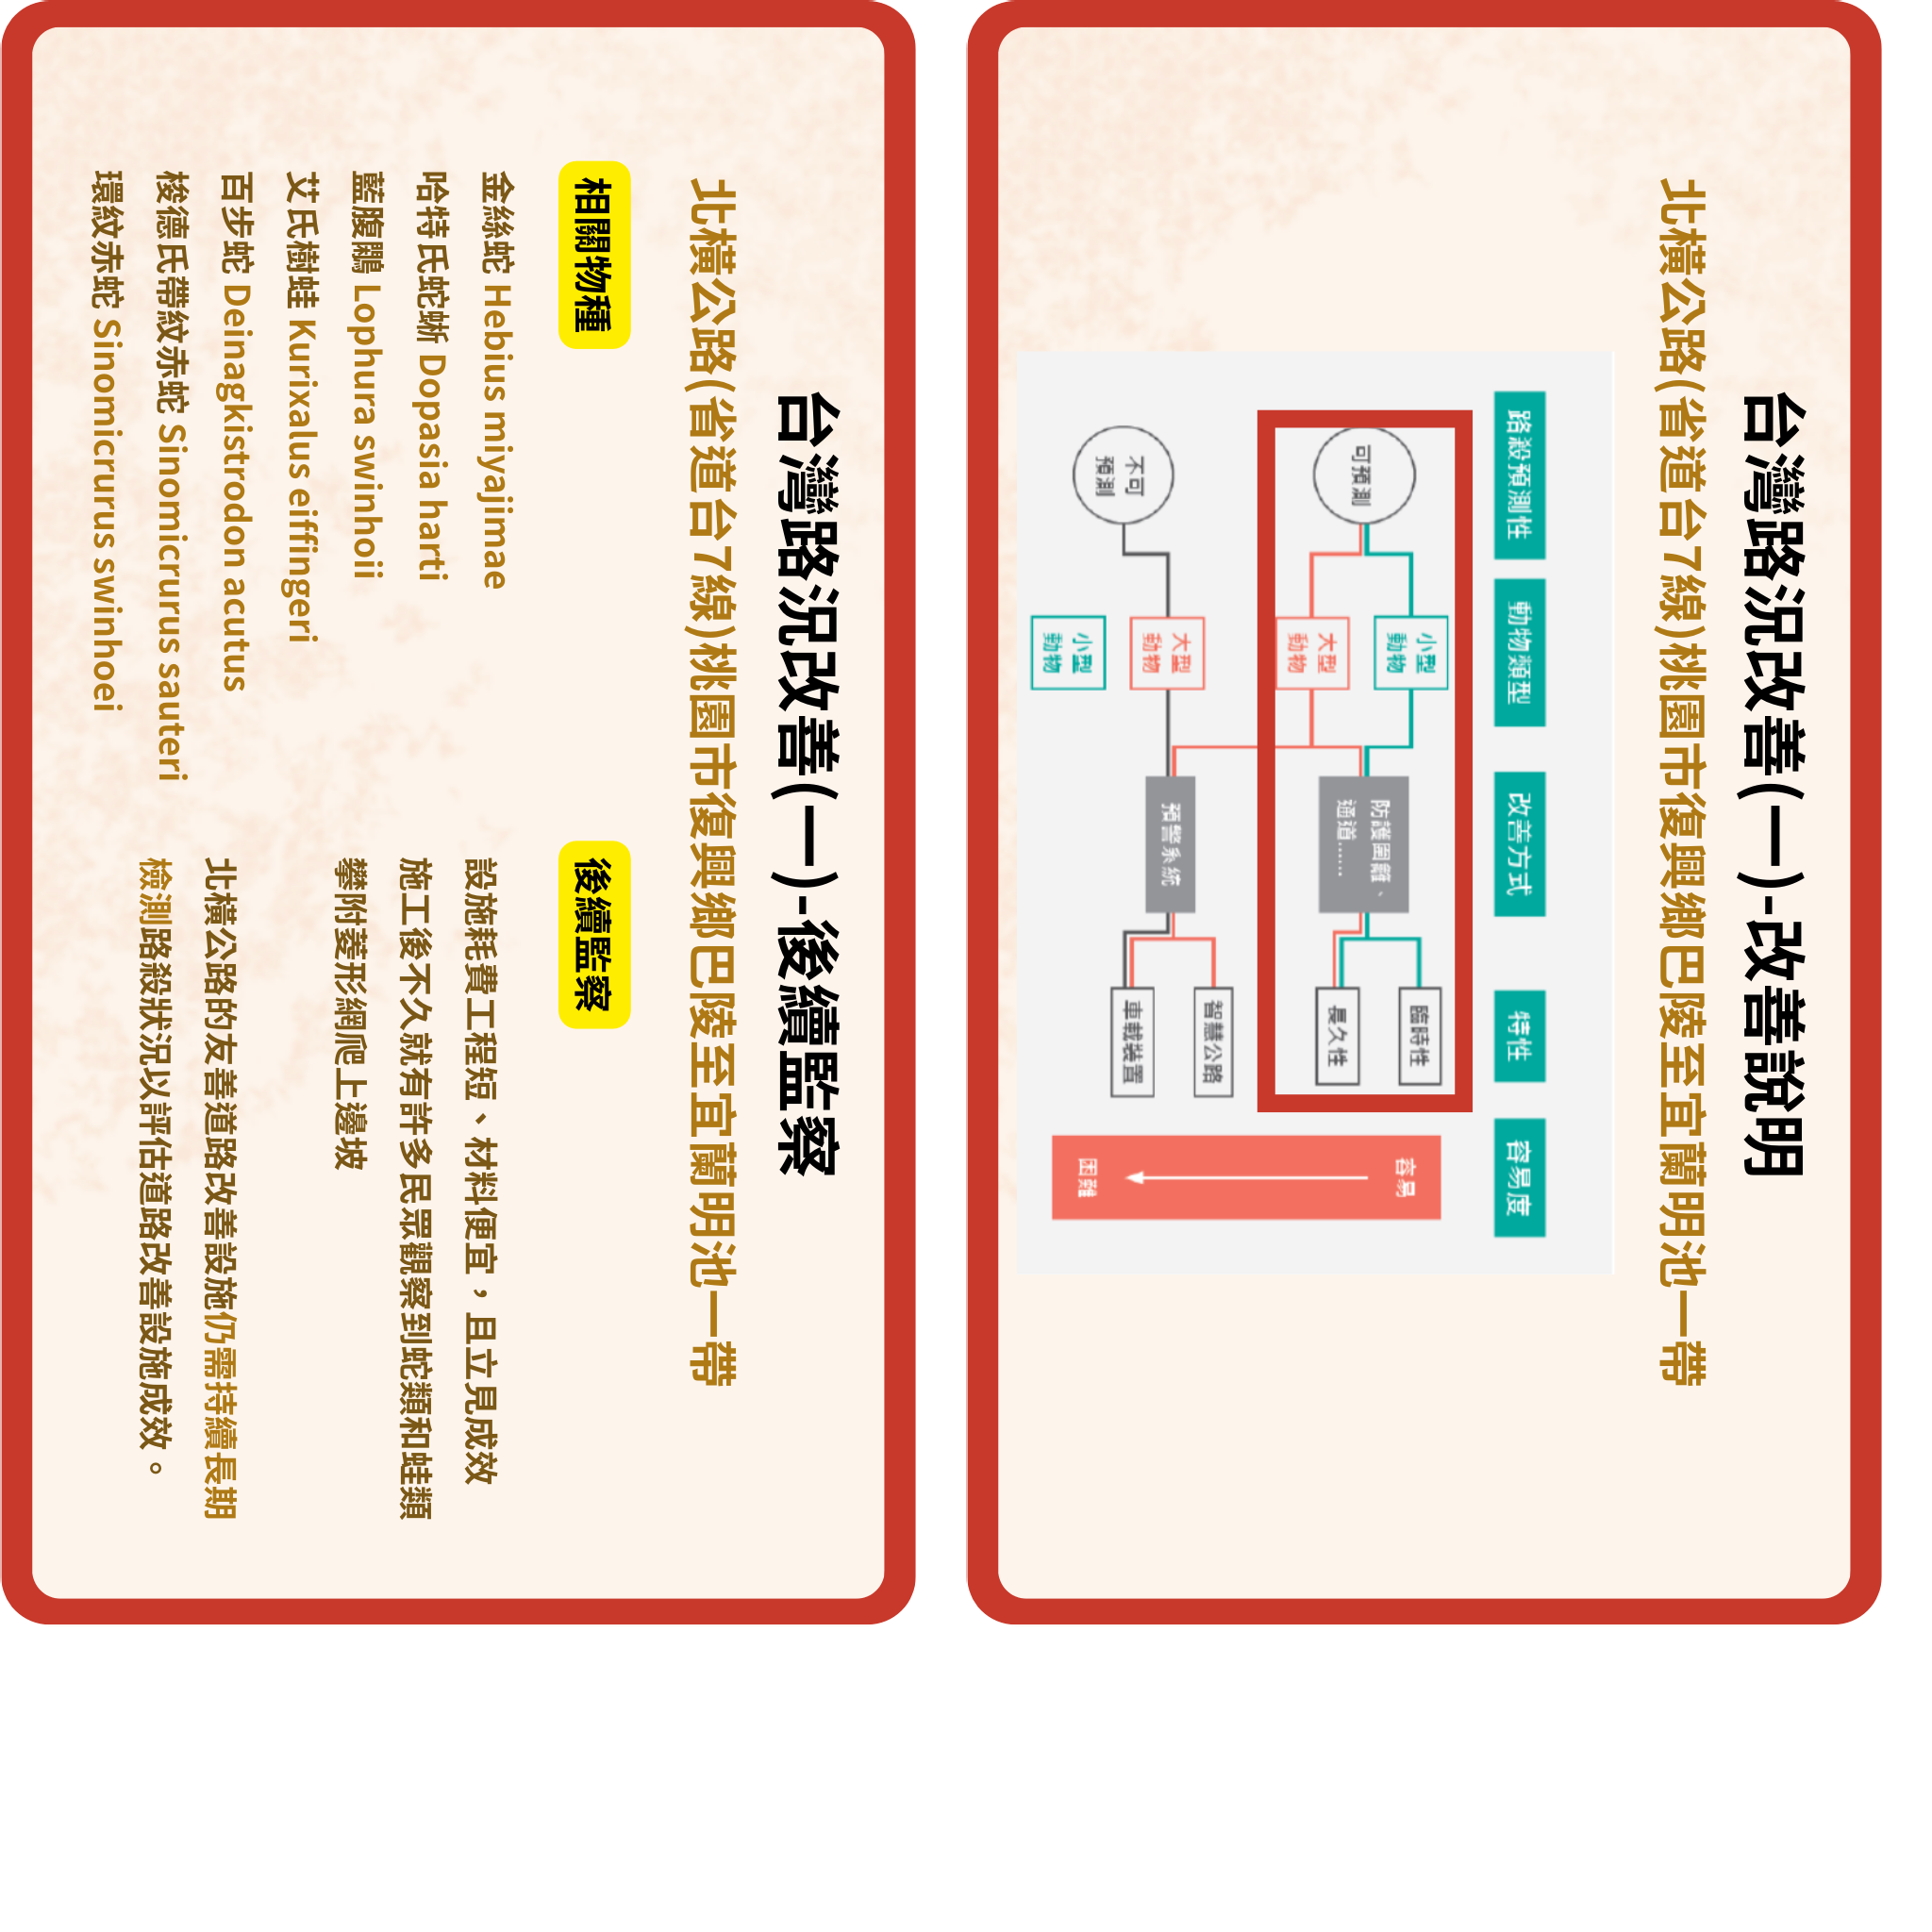 台灣路況改善(一)-改善說明
北橫公路(省道台7線)桃園市復興鄉巴陵至宜蘭明池一帶
路殺預測性
動物類型
改善方式
特性
容易度
可預測
小型
動物
大型
動物
防護圍籬、
通道......
臨時性
長久性
不可
預測
大型
動物
小型
動物
預警系統
智慧公路
車載裝置
容易
困難
台灣路況改善(一)-後續監察
北橫公路(省道台7線)桃園市復興鄉巴陵至宜蘭明池一帶
相關物種
金絲蛇 Hebius miyajimae
哈特氏蛇蜥 Dopasia harti
藍腹鷴 Lophura swinhoii
艾氏樹蛙 Kurixalus eiffingeri
百步蛇 Deinagkistrodon acutus
梭德氏帶紋赤蛇 Sinomicrurus sauteri
環紋赤蛇 Sinomicrurus swinhoei
後續監察
設施耗費工程短、材料便宜，且立見成效
施工後不久就有許多民眾觀察到蛇類和蛙類
攀附菱形網爬上邊坡
北橫公路的友善道路改善設施仍需持續長期
檢測路殺狀況以評估道路改善設施成效。